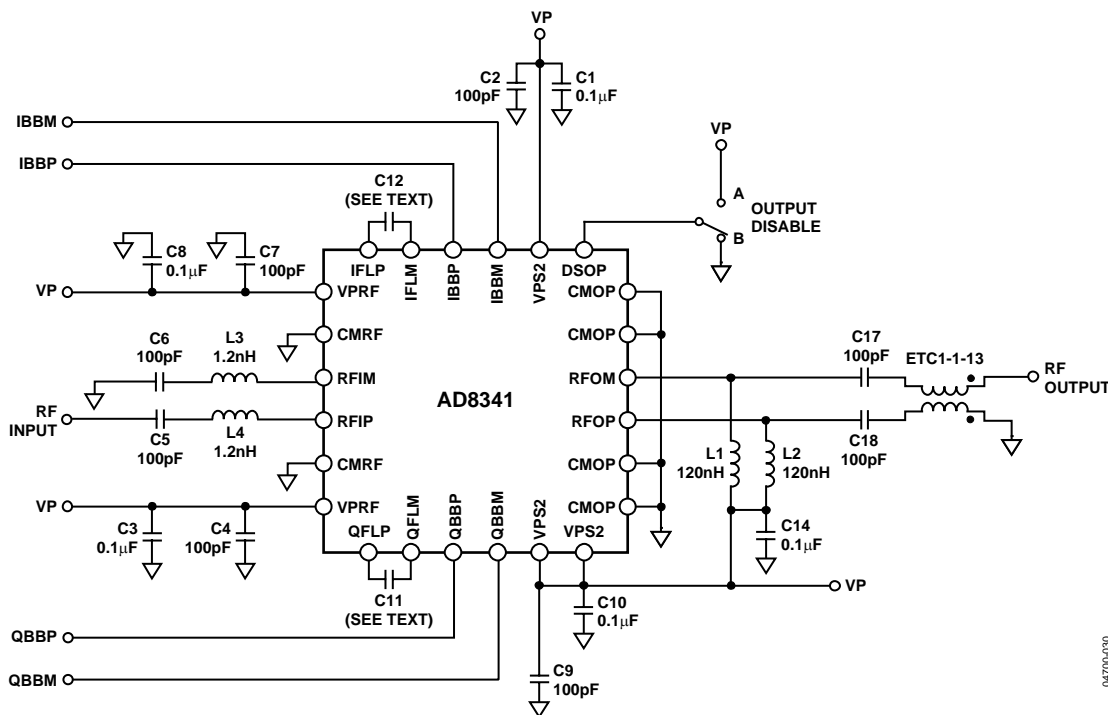 VP
C2
100pF
C1
0.1μF
IBBM
IBBP
VP
C12
(SEE TEXT)
A
OUTPUT
DISABLE
B
C8
0.1μF
C7
100pF
IFLP
IFLM
IBBP
IBBM
VPS2
DSOP
VP
VPRF
CMOP
CMRF
CMOP
C6
100pF
L3
1.2nH
C17
100pF
ETC1-1-13
RFIM
RFOM
RF
OUTPUT
AD8341
RF
INPUT
RFIP
RFOP
C5
100pF
L4
1.2nH
C18
100pF
L1
120nH
L2
120nH
CMRF
CMOP
VP
VPRF
CMOP
C3
0.1μF
C4
100pF
QFLP
QFLM
QBBP
QBBM
VPS2
VPS2
C14
0.1μF
VP
C11
(SEE TEXT)
C10
0.1μF
QBBP
C9
100pF
QBBM
04700-030